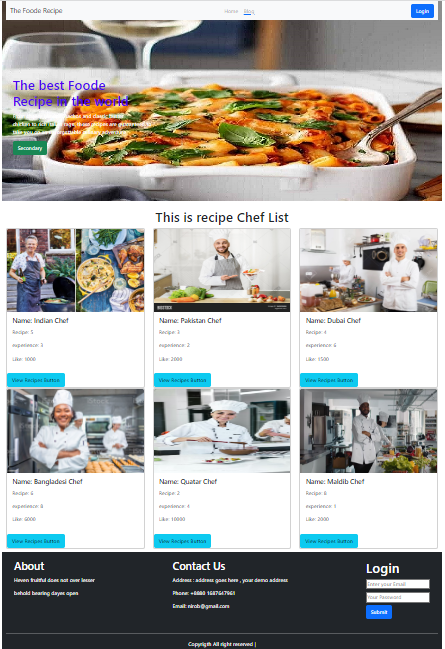 The Foode Recipe
Home Blog
Login
The best Foode
Recipe in the world
Secondary
This is recipe Chef List
Name: Indian Chef
Recipe: 5
experience: 3
Like: 1000
View Recipes Button
Name: Pakistan Chef
Recipe: 3
experience: 2
Like: 2000
View Recipes Button
Name: Dubai Chef
Recipe: 4
experience: 6
Like: 1500
View Recipes Button
Name: Bangladesi Chef
Recipe: 6
experience: 8
Like: 6000
View Recipes Button
Name: Quatar Chef
Recipe: 2
experience: 4
Like: 10000
View Recipes Button
Name: Maldib Chef
Recipe: 8
experience: 1
Like: 2000
View Recipes Button
About
Heven fruitful does not over lesser
behold bearing dayes open
Contact Us
Address : address goes here , your demo address
Phone: +8880 1687647961
Email: nirob@gmail.com
Login
Enter your Email
Your Password
Submit
Copyrigth All right reserved |